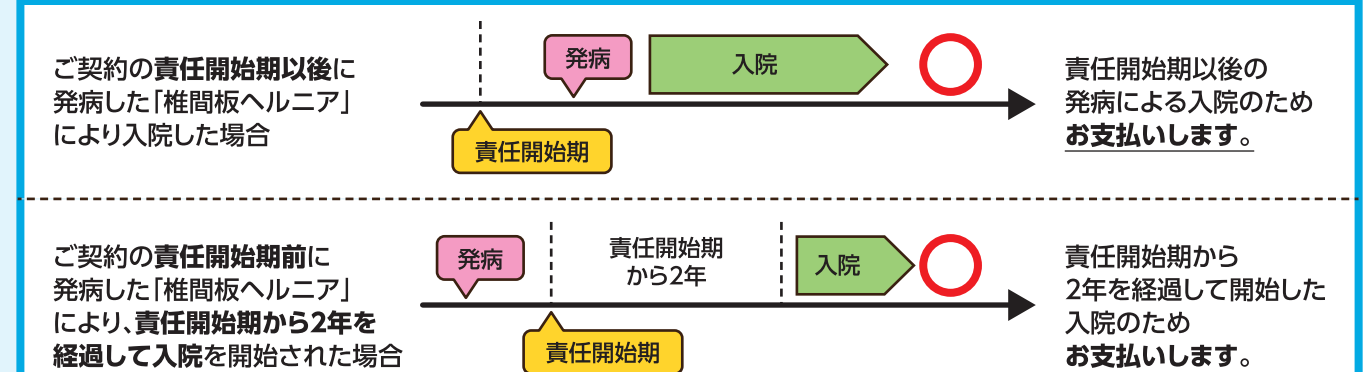 ご契約の責任開始期以後に
発病した「椎間板ヘルニア」
により入院した場合
発病
入院
責任開始期
責任開始期以後の
発病による入院のため
お支払いします。
ご契約の責任開始期前に
発病した「椎間板ヘルニア」
により、責任開始期から2年を
経過して入院を開始された場合
発病
責任開始期
から2年
入院
責任開始期
責任開始期から
2年を経過して開始した
入院のため
お支払いします。